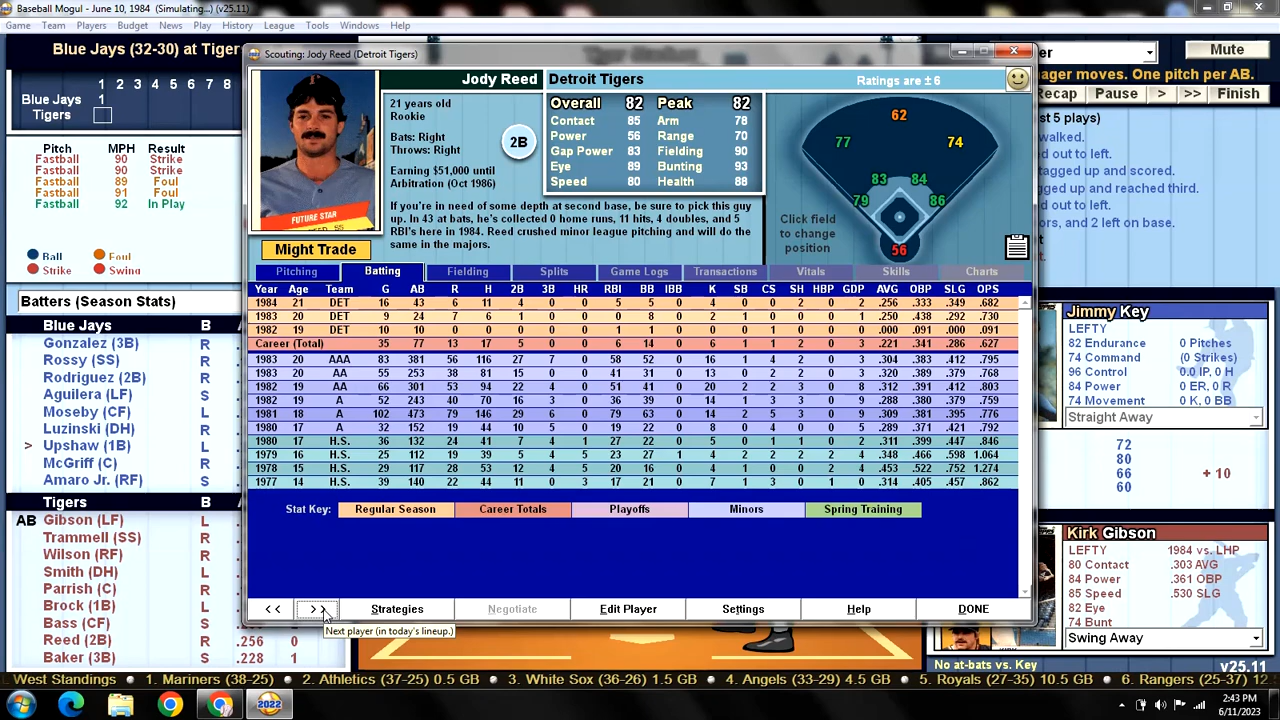 Baseball Mogul - June 10, 1984 (Simulating...) (v25.11)
Game Team Players Budget News Play History League Tools Windows Help
Blue Jays (32-30) at Tiger
1 2 3 4 5 6 7 8
Blue Jays 1
Tigers
Pitch MPH Result
Fastball 90 Strike
Fastball 90 Strike
Fastball 89 Foul
Fastball 91 Foul
Fastball 92 In Play
Ball Foul
Strike Swing
Batters (Season Stats)
Blue Jays B
Gonzalez (3B) R
Rossy (SS) R
Rodriguez (2B) R
Aguilera (LF) R
Moseby (CF) L
Luzinski (DH) R
> Upshaw (1B) L
McGriff (C) R
Amaro Jr. (RF) S
Tigers B
AB Gibson (LF) L
Trammell (SS) R
Wilson (RF) R
Smith (DH) L
Parrish (C) R
Brock (1B) R
Bass (CF) S
Reed (2B) R .256 0
Baker (3B) S .228 1
Scouting: Jody Reed (Detroit Tigers)
Jody Reed
Detroit Tigers
Ratings are ± 6
FUTURE STAR
21 years old
Rookie
Bats: Right
Throws: Right
Earning $51,000 until
Arbitration (Oct 1986)
2B
Overall 82 Peak 82
Contact 85 Arm 78
Power 56 Range 70
Gap Power 83 Fielding 90
Eye 89 Bunting 93
Speed 80 Health 88
If you're in need of some depth at second base, be sure to pick this guy
up. In 43 at bats, he's collected 0 home runs, 11 hits, 4 doubles, and 5
RBI's here in 1984. Reed crushed minor league pitching and will do the
same in the majors.
Might Trade
62
77 74
83 84
79 86
56
Click field
to change
position
Pitching Batting Fielding Splits Game Logs Transactions Vitals Skills Charts
Year Age Team G AB R H 2B 3B HR RBI BB IBB K SB CS SH HBP GDP AVG OBP SLG OPS
1984 21 DET 16 43 6 11 4 0 0 5 5 0 4 0 0 2 0 2 .256 .333 .349 .682
1983 20 DET 9 24 7 6 1 0 0 0 8 0 2 1 0 0 0 1 .250 .438 .292 .730
1982 19 DET 10 10 0 0 0 0 0 1 1 0 0 0 1 0 0 0 .000 .091 .000 .091
Career (Total) 35 77 13 17 5 0 0 6 14 0 6 1 1 2 0 3 .221 .341 .286 .627
1983 20 AAA 83 381 56 116 27 7 0 58 52 0 16 1 4 2 0 3 .304 .383 .412 .795
1983 20 AA 55 253 38 81 15 0 0 41 31 0 13 0 2 2 0 3 .320 .389 .379 .768
1982 19 AA 66 301 53 94 22 4 0 51 41 0 20 2 2 3 0 8 .312 .391 .412 .803
1982 19 A 52 243 40 70 16 3 0 36 39 0 14 2 3 3 0 9 .288 .380 .379 .759
1981 18 A 102 473 79 146 29 6 0 79 63 0 14 2 5 3 0 9 .309 .381 .395 .776
1980 17 A 32 152 19 44 10 5 0 14 22 0 8 0 4 0 0 5 .289 .371 .421 .792
1980 17 H.S. 36 132 24 41 7 4 1 27 22 0 5 0 1 1 0 2 .311 .399 .447 .846
1979 16 H.S. 25 112 19 39 4 3 5 23 27 1 4 2 2 2 2 4 .348 .466 .598 1.064
1978 15 H.S. 29 117 28 53 12 4 5 20 16 0 4 1 1 0 2 4 .453 .522 .752 1.274
1977 14 H.S. 39 140 22 44 11 0 3 17 21 0 7 1 3 0 1 0 .314 .405 .457 .862
Stat Key: Regular Season Career Totals Playoffs Minors Spring Training
<< >> Strategies Negotiate Edit Player Settings Help DONE
Next player (in today's lineup.)
Mute
nager moves. One pitch per AB.
Recap Pause > >> Finish
st 5 plays)
walked.
d out to left.
tagged up and scored.
gged up and reached third.
d out to left.
ors, and 2 left on base.
Jimmy Key
LEFTY
82 Endurance 0 Pitches
74 Command (0 Strikes)
96 Control 0.0 IP, 0 H
84 Power 0 ER, 0 R
74 Movement 0 K, 0 BB
Straight Away
72
80
66 + 10
60
Kirk Gibson
LEFTY 1984 vs. LHP
80 Contact .303 AVG
84 Power .361 OBP
85 Speed .530 SLG
82 Eye
74 Bunt
Swing Away
No at-bats vs. Key v25.11
West Standings • 1. Mariners (38-25) • 2. Athletics (37-25) 0.5 GB • 3. White Sox (36-26) 1.5 GB • 4. Angels (33-29) 4.5 GB • 5. Royals (27-35) 10.5 GB • 6. Rangers (25-37) 12.
2022
2:43 PM
6/11/2023